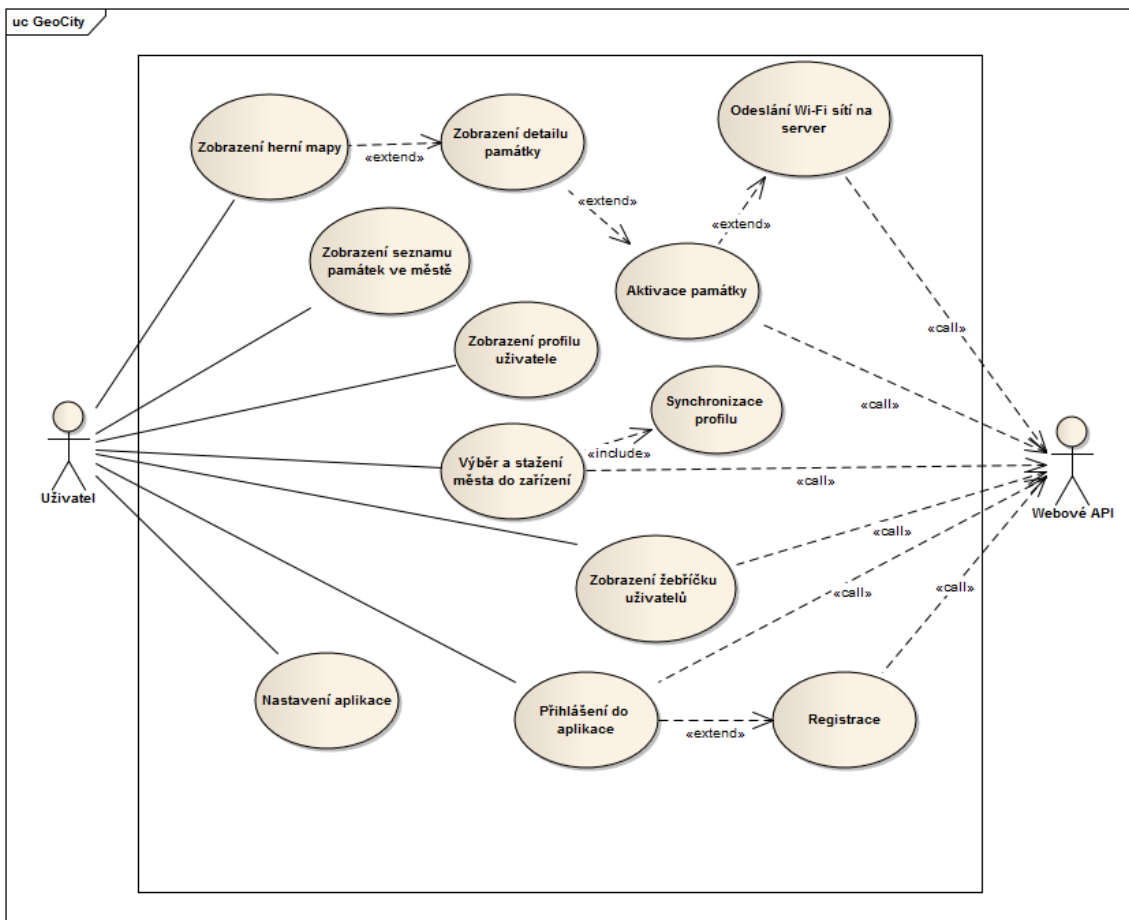 uc GeoCity
Odeslání Wi-Fi sítí na
server
Zobrazení herní mapy
«extend»
Zobrazení detailu
památky
«extend»
«extend»
Zobrazení seznamu
památek ve městě
Aktivace památky
«call»
Zobrazení profilu
uživatele
Synchronizace
profilu
«call»
«include»
Výběr a stažení
města do zařízení
«call»
Uživatel
Webové API
Zobrazení žebříčku
uživatelů
«call»
«call»
«call»
Nastavení aplikace
Přihlášení do
aplikace
«extend»
Registrace